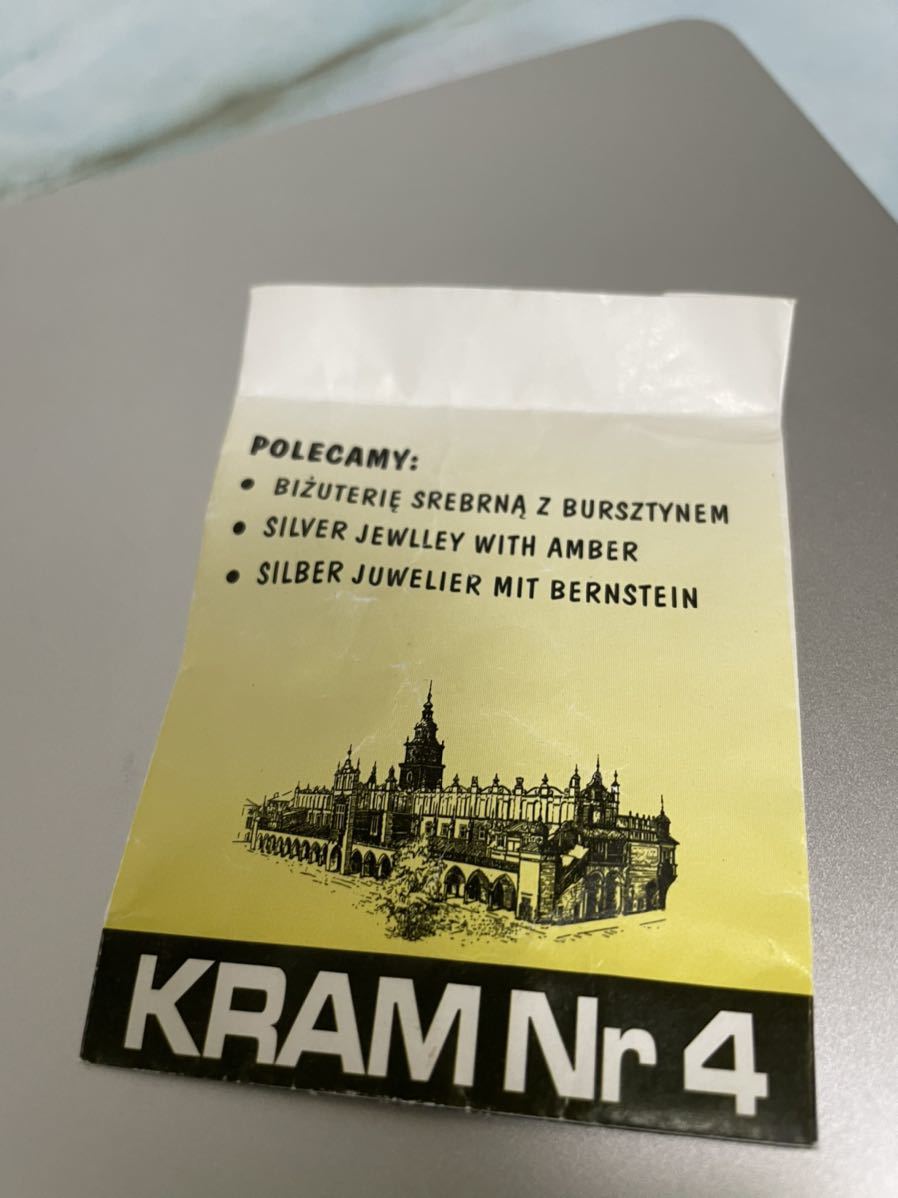 POLECAMY:
• BIŻUTERIĘ SREBRNĄ Z BURSZTYNEM
• SILVER JEWLLEY WITH AMBER
• SILBER JUWELIER MIT BERNSTEIN
KRAM Nr 4